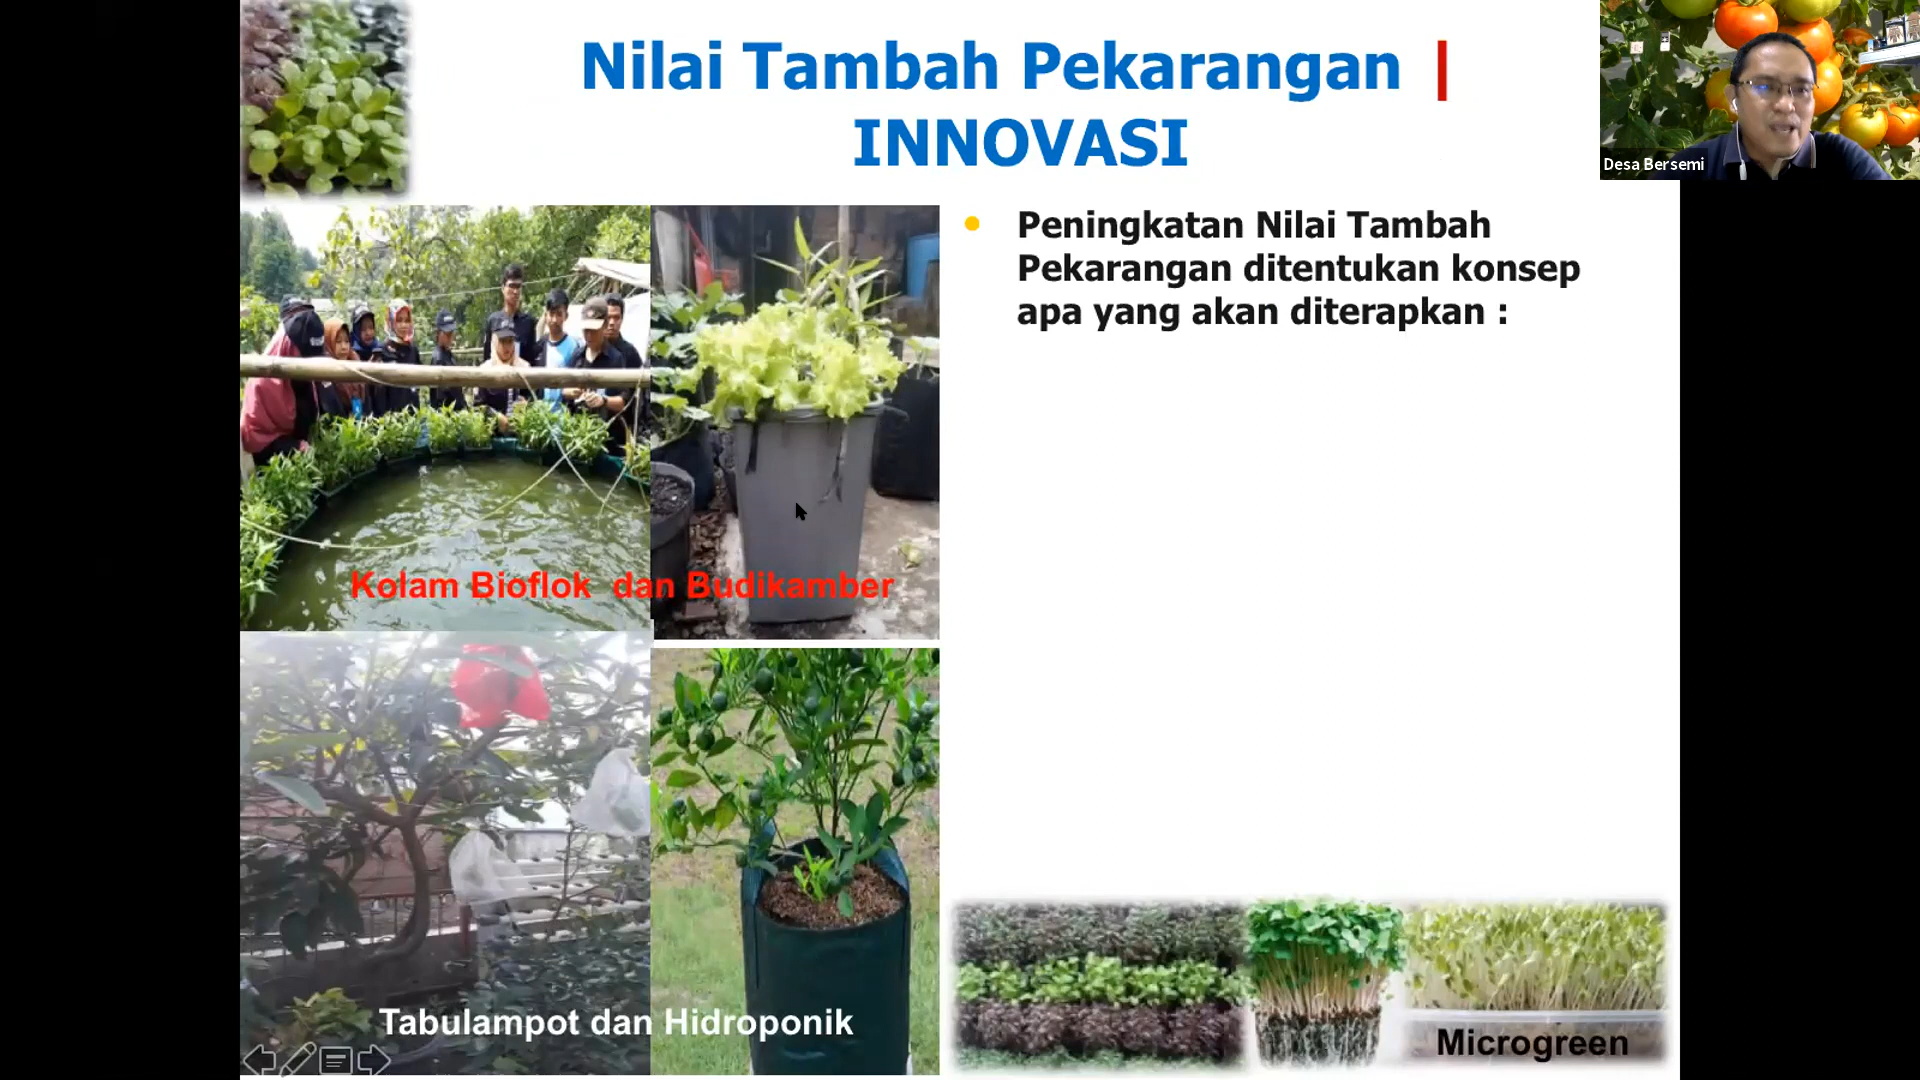 Nilai Tambah Pekarangan |
INNOVASI
Desa Bersemi
Peningkatan Nilai Tambah
Pekarangan ditentukan konsep
apa yang akan diterapkan :
Kolam Bioflok dan Budikamber
Tabulampot dan Hidroponik
Microgreen